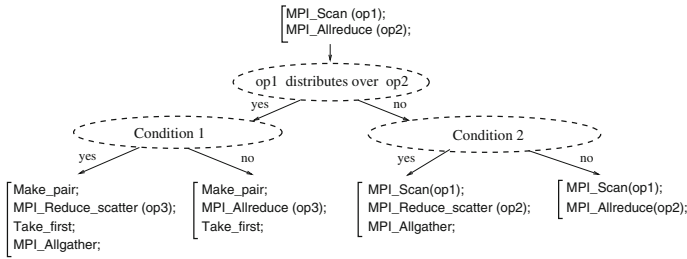 MPI_Scan (op1);
MPI_Allreduce (op2);
op1 distributes over op2
yes
no
Condition 1
Condition 2
yes
no
yes
no
Make_pair;
MPI_Reduce_scatter (op3);
Take_first;
MPI_Allgather;
Make_pair;
MPI_Allreduce (op3);
Take_first;
MPI_Scan(op1);
MPI_Reduce_scatter (op2);
MPI_Allgather;
MPI_Scan(op1);
MPI_Allreduce(op2);